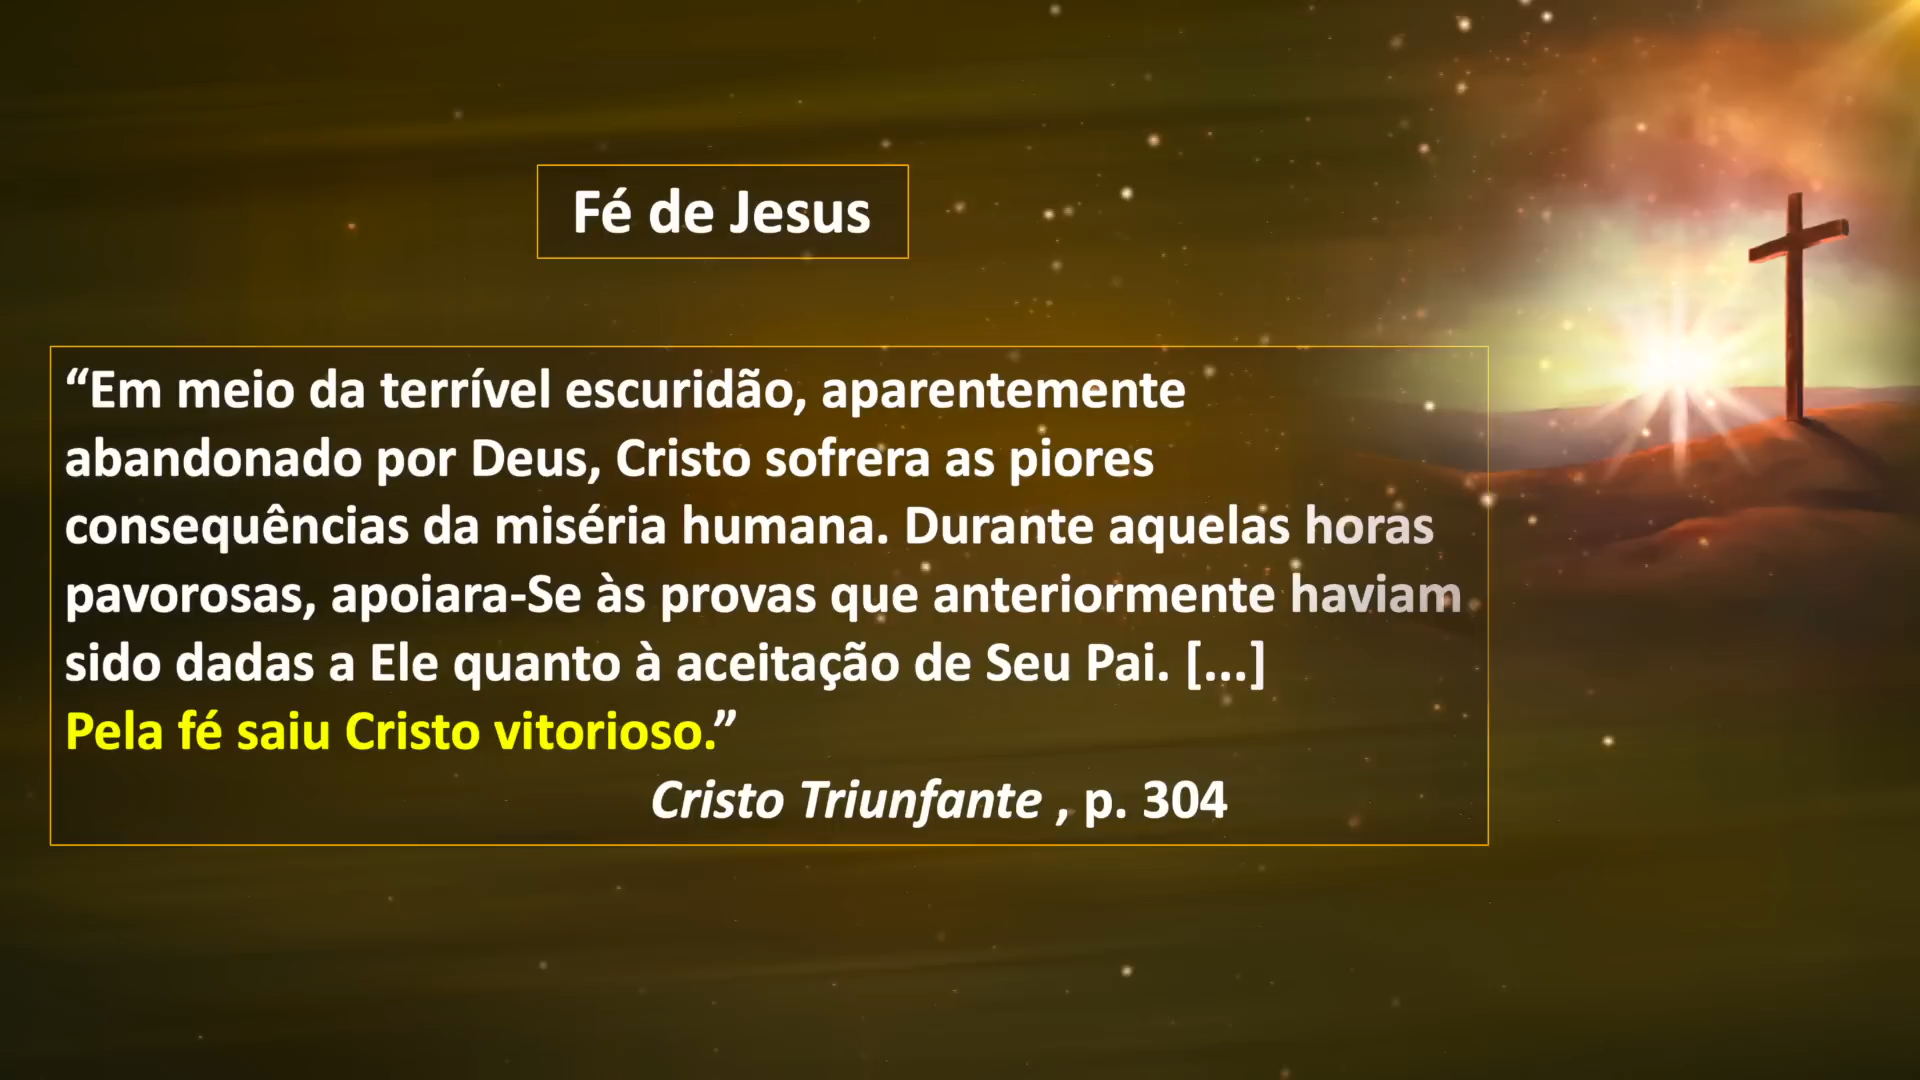 Fé de Jesus
“Em meio da terrível escuridão, aparentemente
abandonado por Deus, Cristo sofrera as piores
consequências da miséria humana. Durante aquelas horas
pavorosas, apoiara-Se às provas que anteriormente haviam
sido dadas a Ele quanto à aceitação de Seu Pai. [...]
Pela fé saiu Cristo vitorioso.”
Cristo Triunfante , p. 304